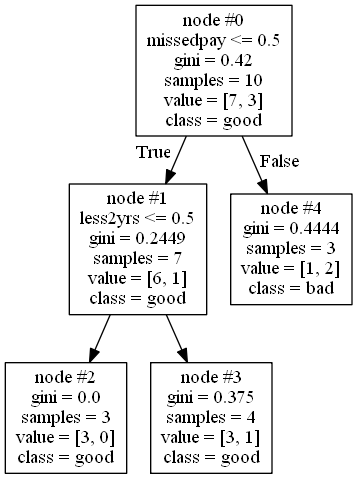 node #0
missedpay <= 0.5
gini = 0.42
samples = 10
value = [7, 3]
class = good
True
False
node #1
less2yrs <= 0.5
gini = 0.2449
samples = 7
value = [6, 1]
class = good
node #4
gini = 0.4444
samples = 3
value = [1, 2]
class = bad
node #2
gini = 0.0
samples = 3
value = [3, 0]
class = good
node #3
gini = 0.375
samples = 4
value = [3, 1]
class = good